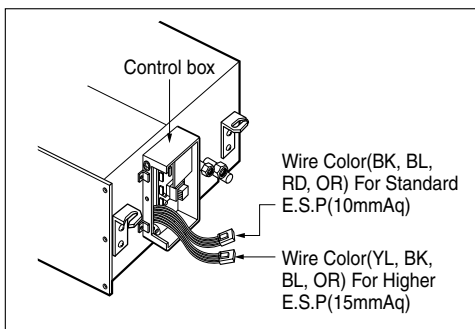 Control box
Wire Color(BK, BL,
RD, OR) For Standard
E.S.P(10mmAq)
Wire Color(YL, BK,
BL, OR) For Higher
E.S.P(15mmAq)